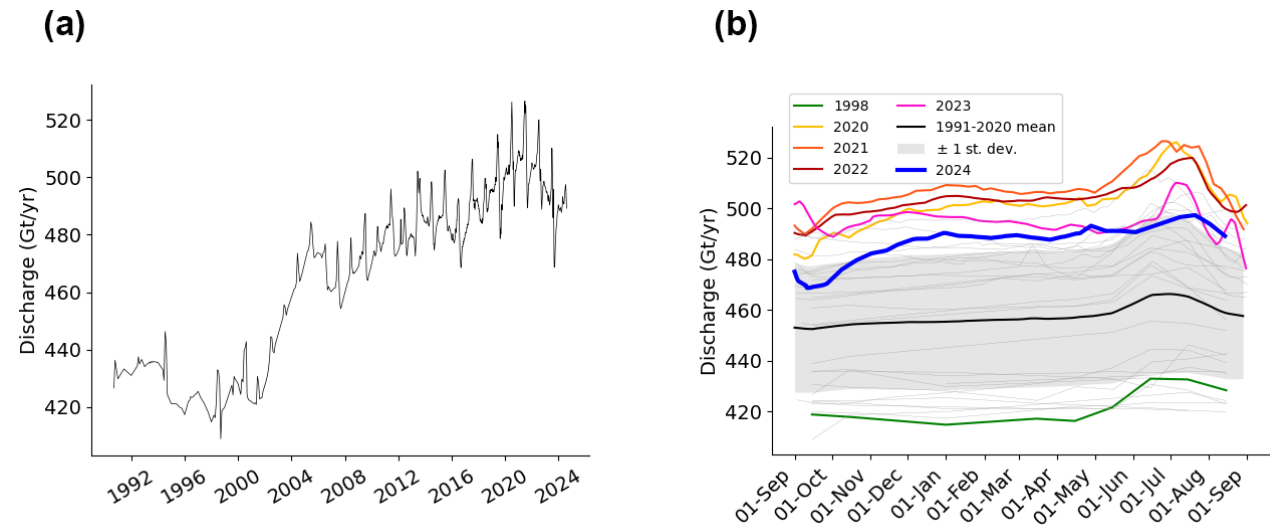 (a)
Discharge (Gt/yr)
520
500
480
460
440
420
1992
1996
2000
2004
2008
2012
2016
2020
2024
(b)
1998
2020
2021
2022
2023
1991-2020 mean
± 1 st. dev.
2024
Discharge (Gt/yr)
520
500
480
460
440
420
01-Sep
01-Oct
01-Nov
01-Dec
01-Jan
01-Feb
01-Mar
01-Apr
01-May
01-Jun
01-Jul
01-Aug
01-Sep